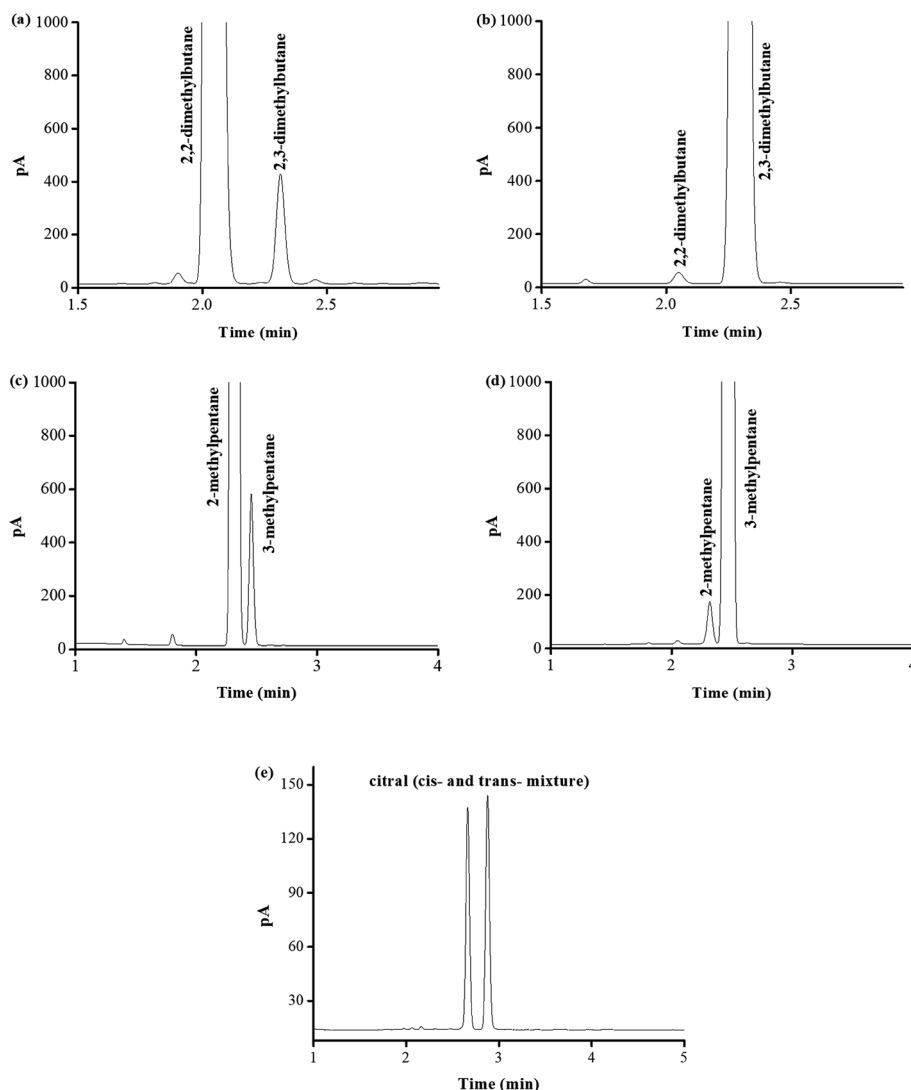 (a)
1000
800
600
400
200
0
pA
2,2-dimethylbutane
2,3-dimethylbutane
1.5
2.0
2.5
Time (min)
(b)
1000
800
600
400
200
0
pA
2,2-dimethylbutane
2,3-dimethylbutane
1.5
2.0
2.5
Time (min)
(c)
1000
800
600
400
200
0
pA
2-methylpentane
3-methylpentane
1
2
3
4
Time (min)
(d)
1000
800
600
400
200
0
pA
2-methylpentane
3-methylpentane
1
2
3
4
Time (min)
(e)
150
120
90
60
30
pA
citral (cis- and trans- mixture)
1
2
3
4
5
Time (min)